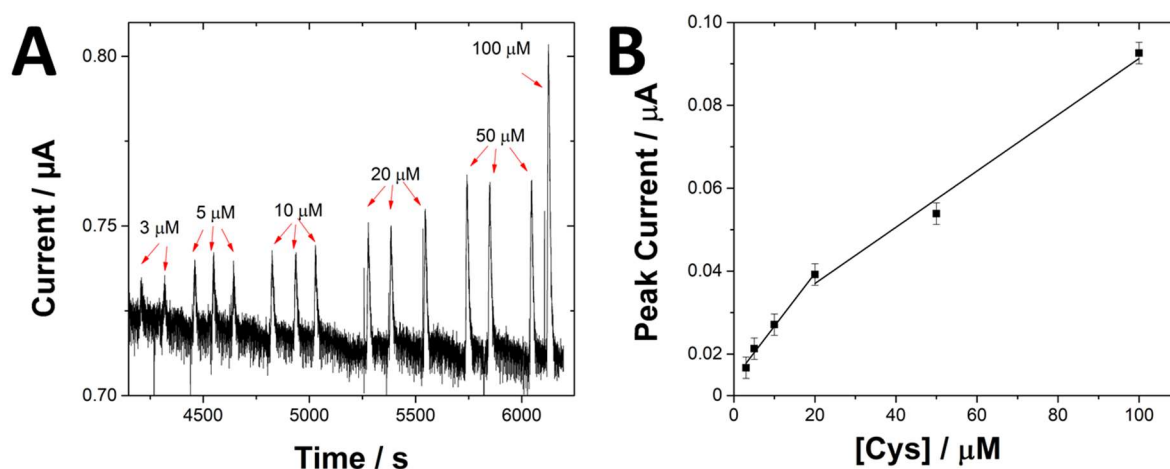 A
Current / µA
0.80
0.75
0.70
3 µM
5 µM
10 µM
20 µM
50 µM
100 µM
4500 5000 5500 6000
Time / s
B
Peak Current / µA
0.10
0.08
0.06
0.04
0.02
0
0 20 40 60 80 100
[Cys] / µM